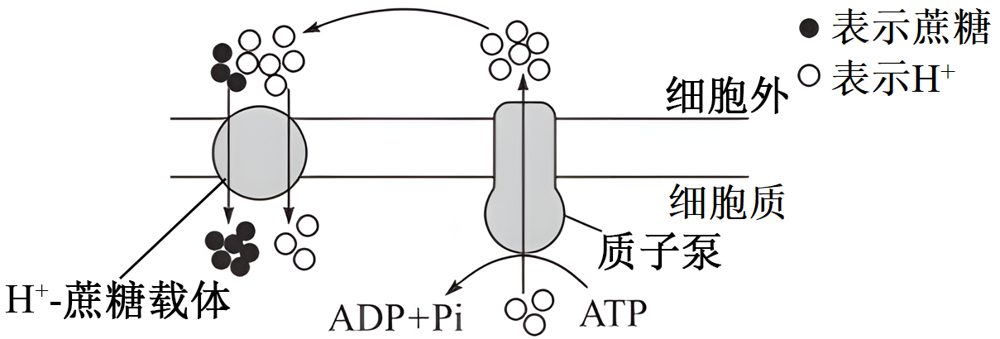 表示蔗糖
表示H⁺
细胞外
细胞质
质子泵
H⁺-蔗糖载体
ADP+Pi
ATP